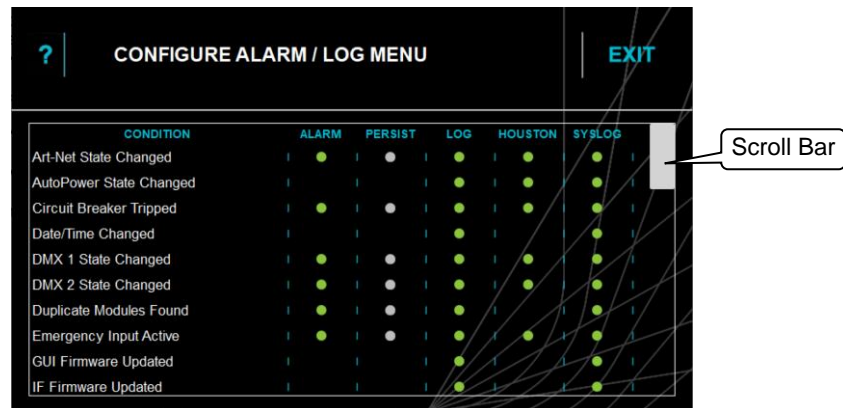 ? CONFIGURE ALARM / LOG MENU EXIT
CONDITION ALARM PERSIST LOG HOUSTON SYSLOG
Art-Net State Changed
Scroll Bar
AutoPower State Changed
Circuit Breaker Tripped
Date/Time Changed
DMX 1 State Changed
DMX 2 State Changed
Duplicate Modules Found
Emergency Input Active
GUI Firmware Updated
IF Firmware Updated